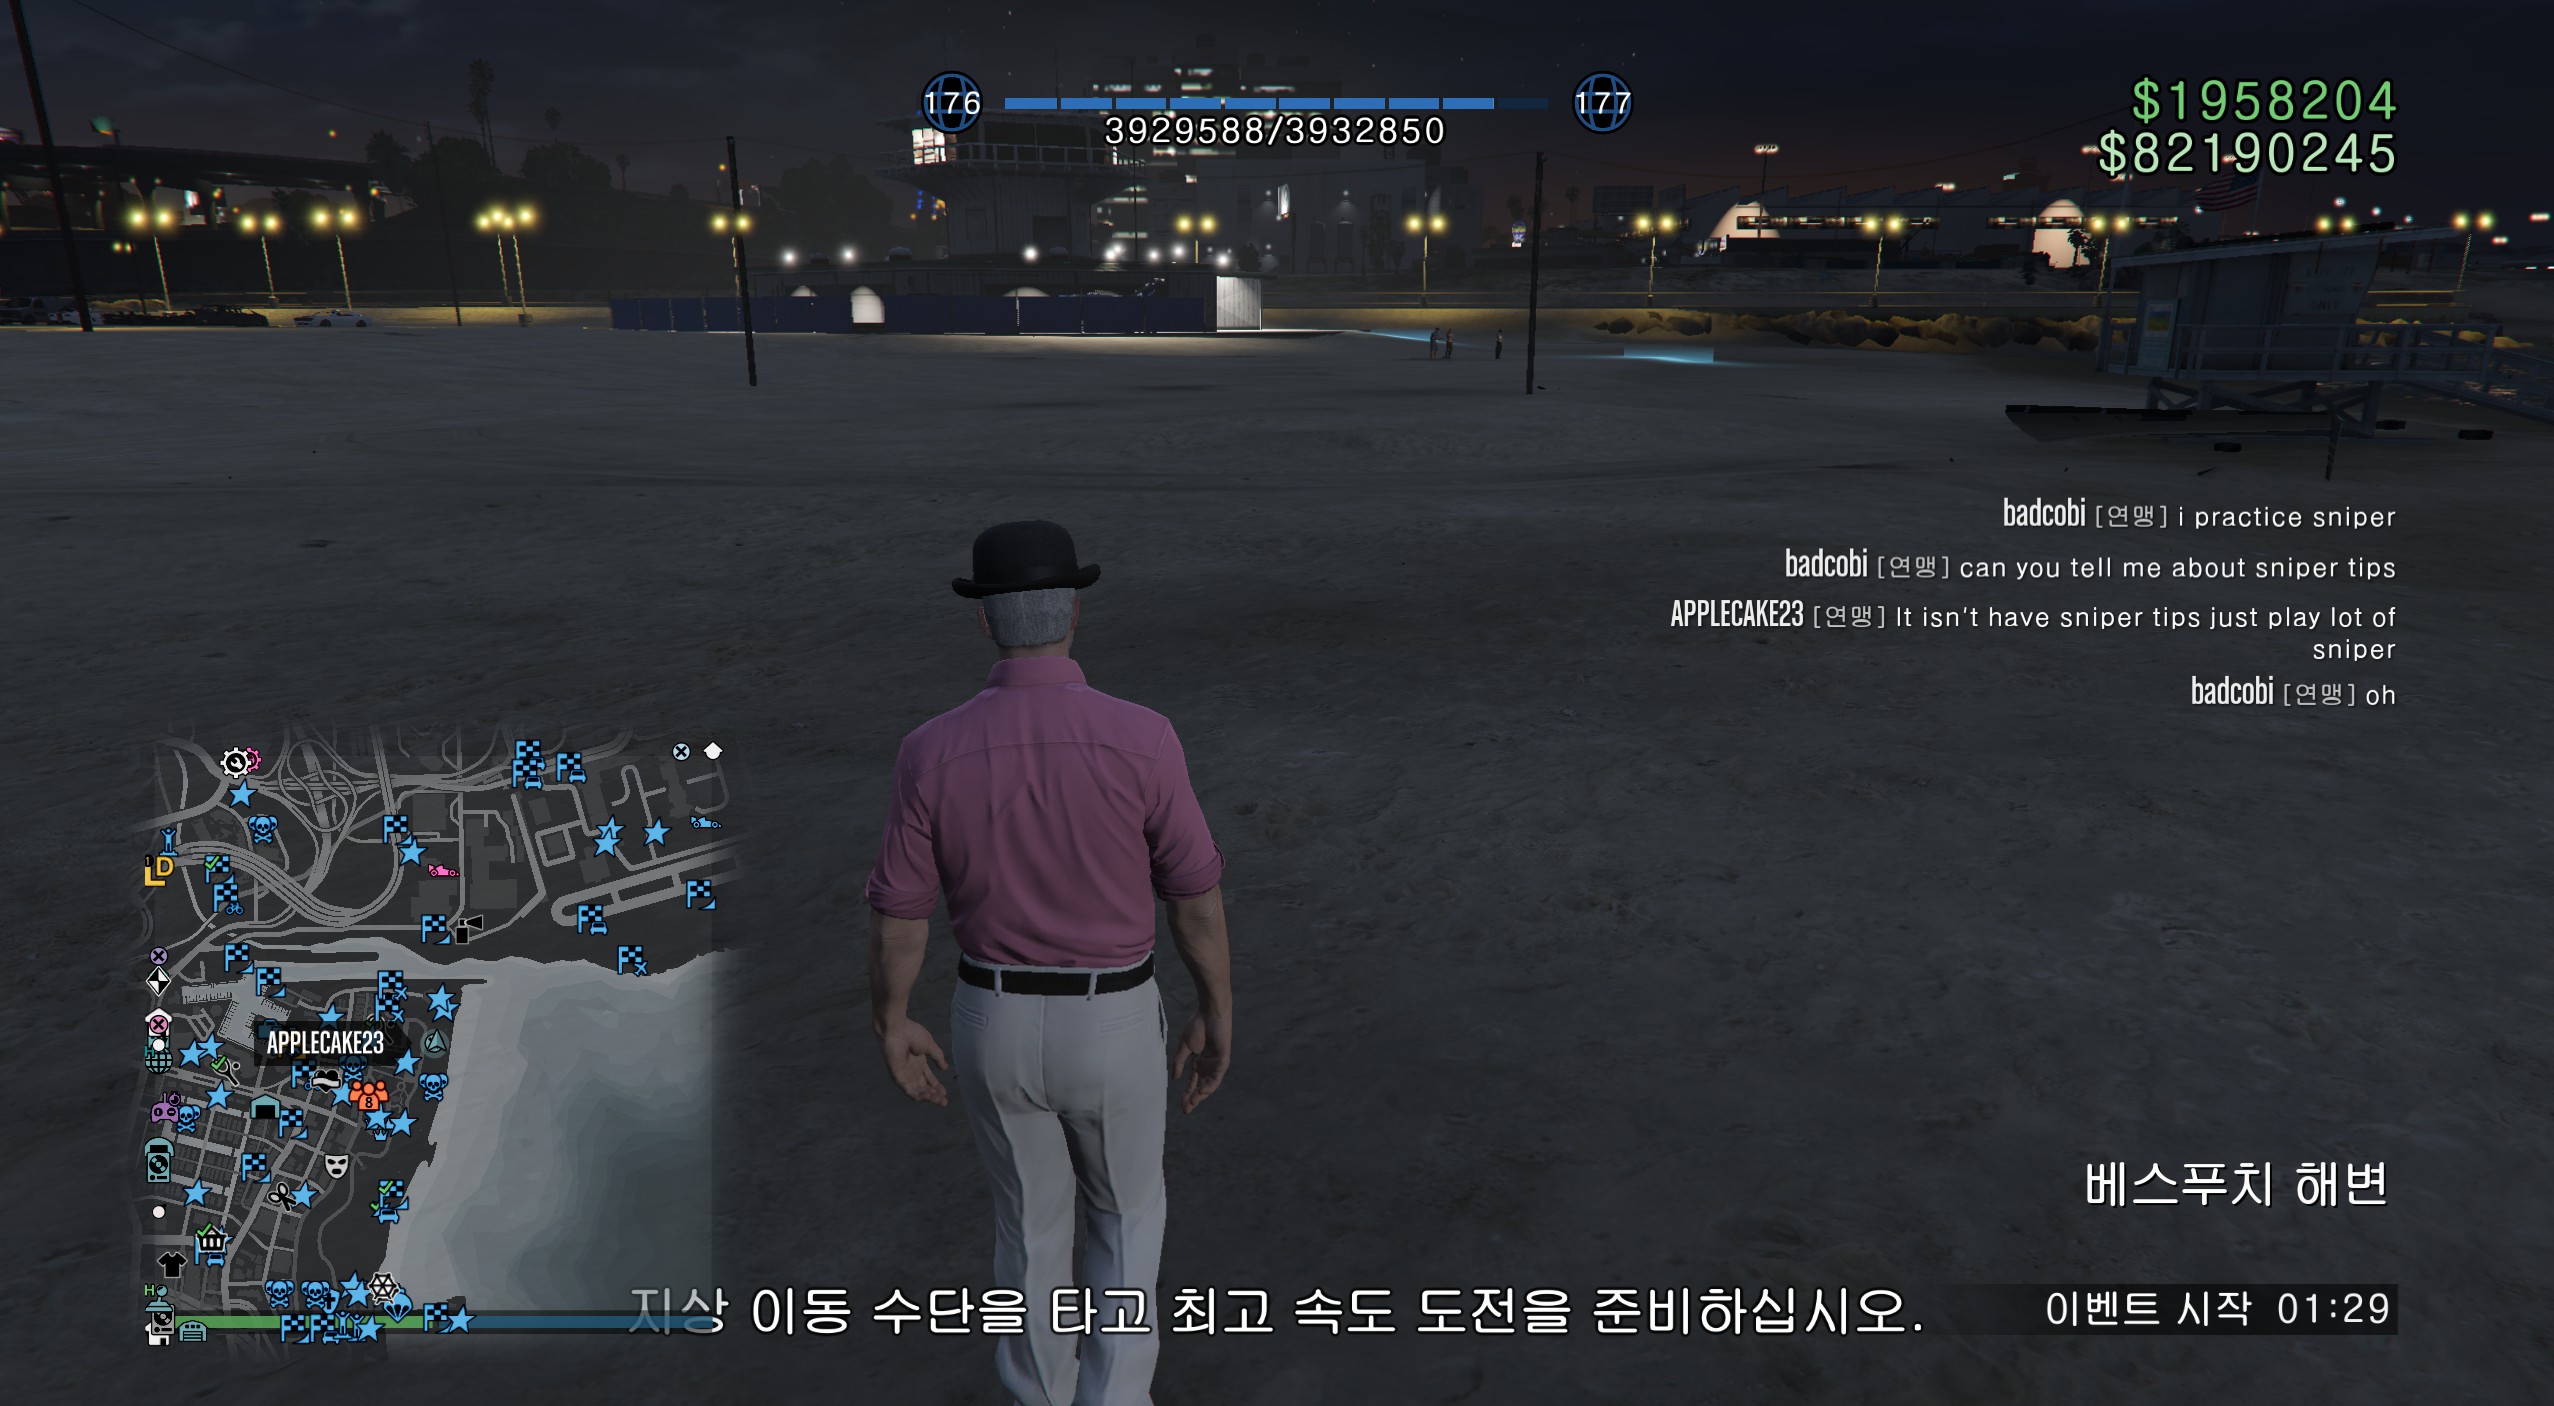 176
177
3929588/3932850
$1958204
$82190245
badcobi [연맹] i practice sniper
badcobi [연맹] can you tell me about sniper tips
APPLECAKE23 [연맹] It isn't have sniper tips just play lot of
sniper
badcobi [연맹] oh
LD
APPLECAKE23
8
H
베스푸치 해변
지상 이동 수단을 타고 최고 속도 도전을 준비하십시오.
이벤트 시작 01:29